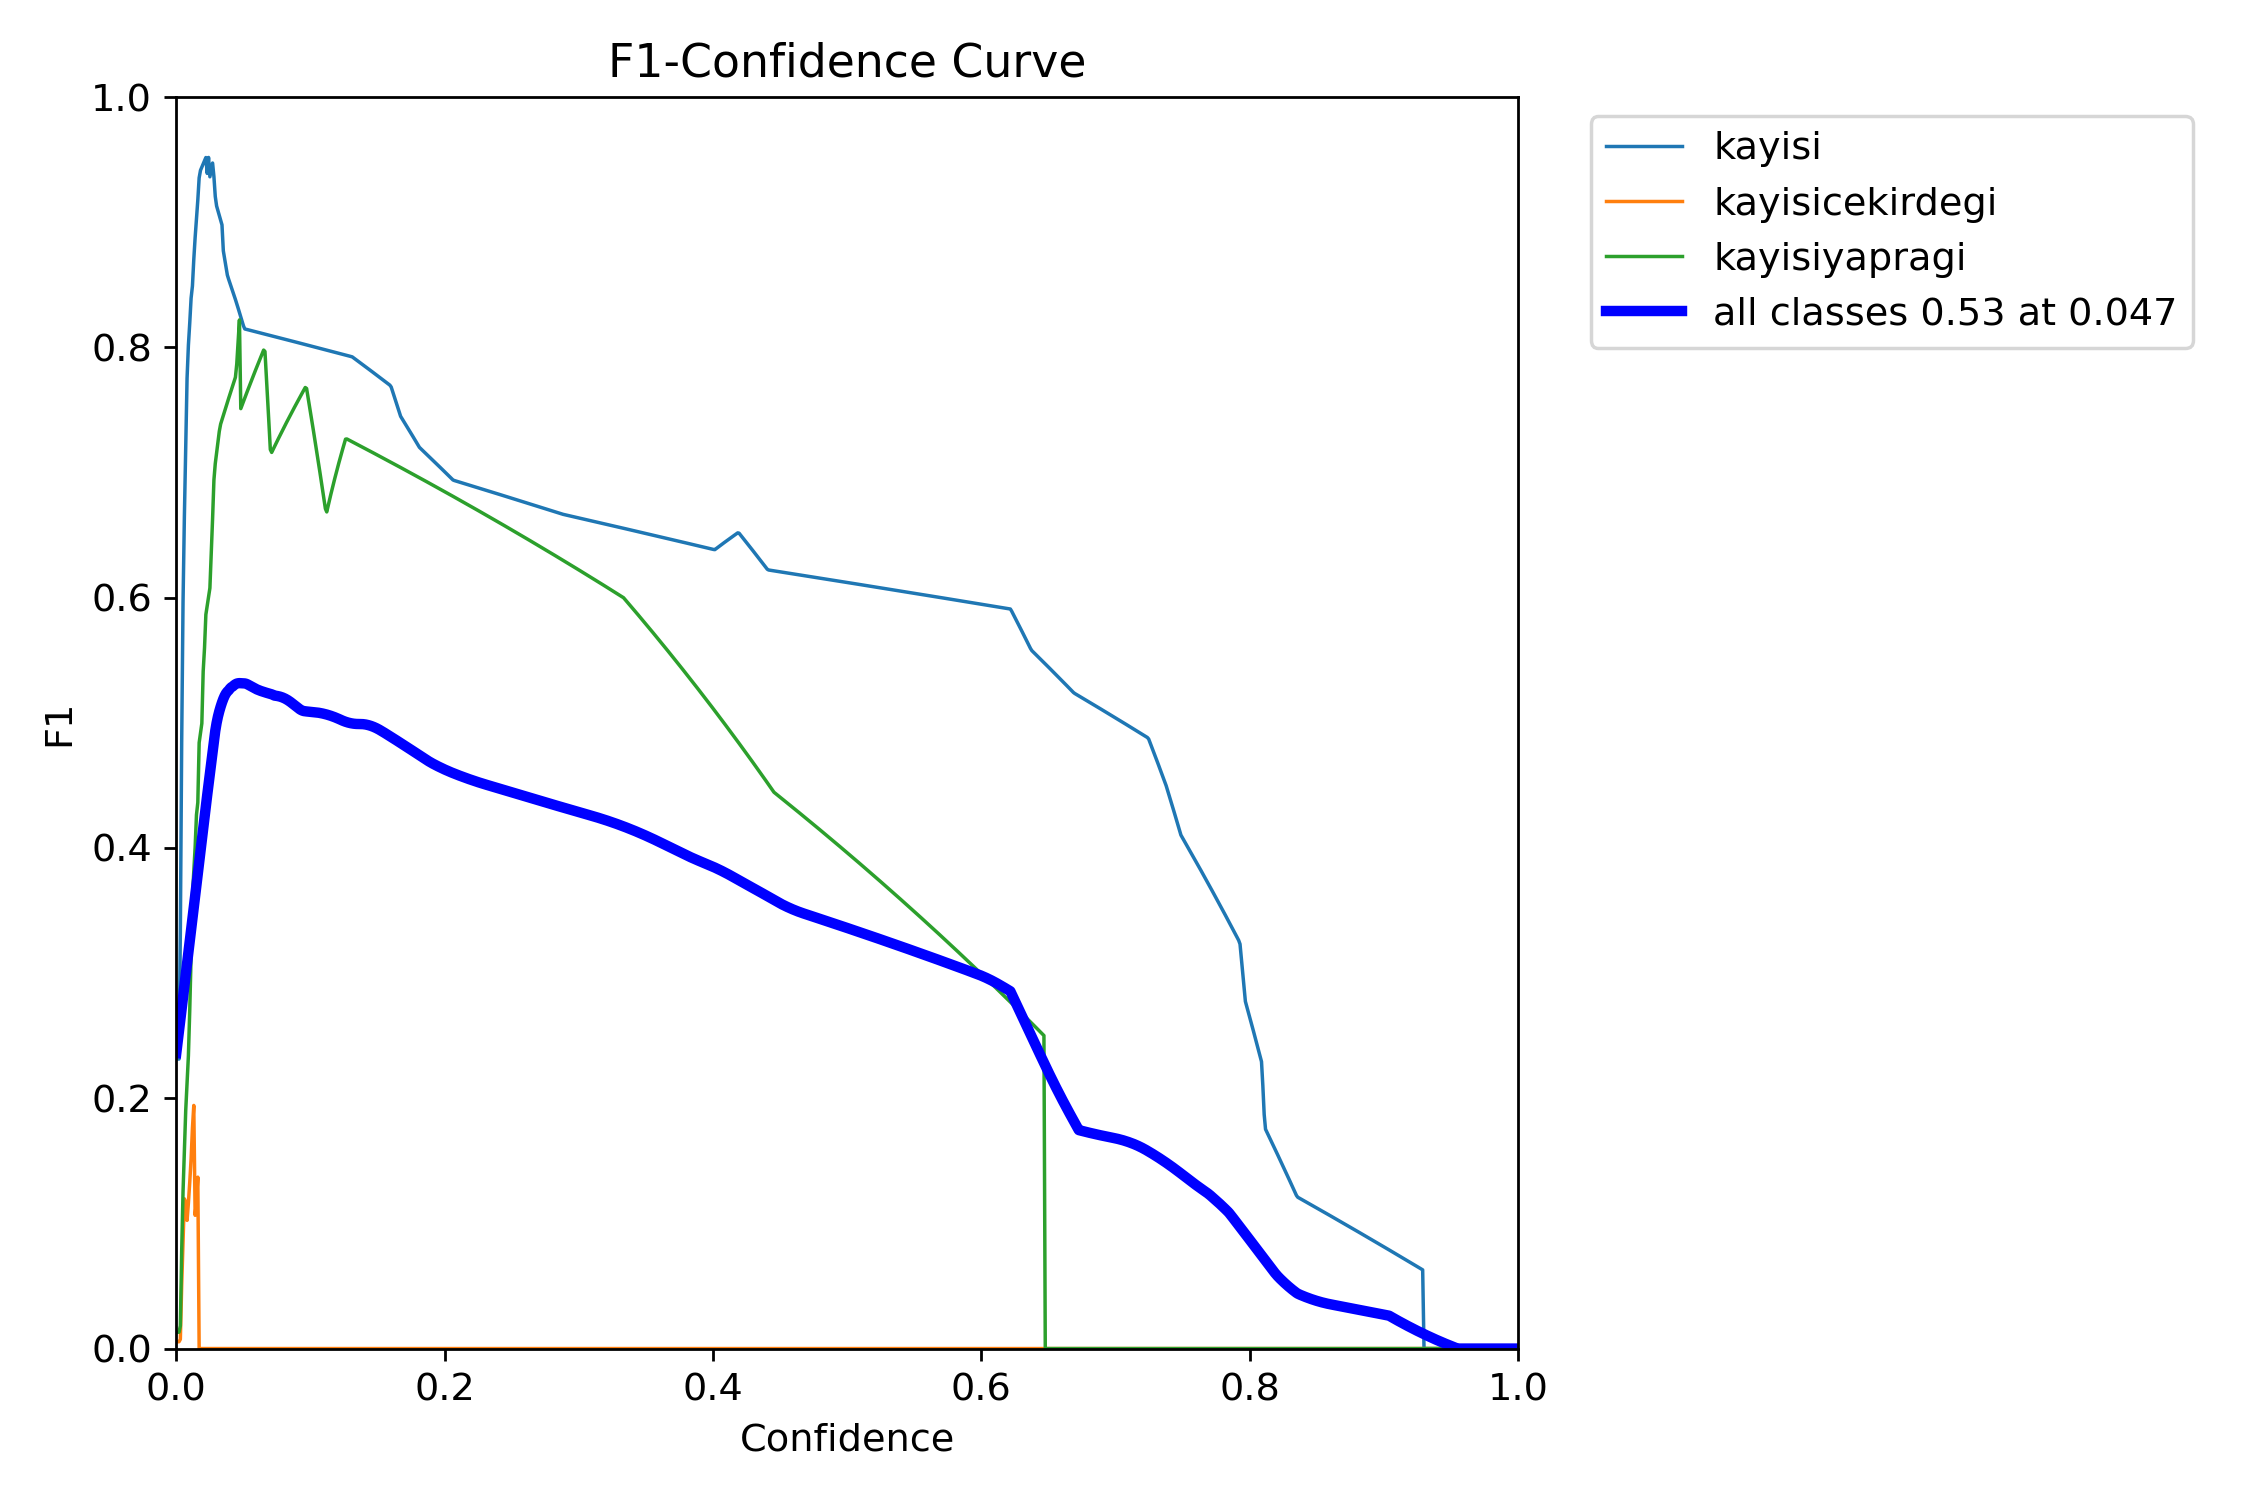 F1-Confidence Curve
1.0
0.8
0.6
0.4
0.2
0.0
F1
0.0 0.2 0.4 0.6 0.8 1.0
Confidence
kayisi
kayisicekirdegi
kayisiyapragi
all classes 0.53 at 0.047